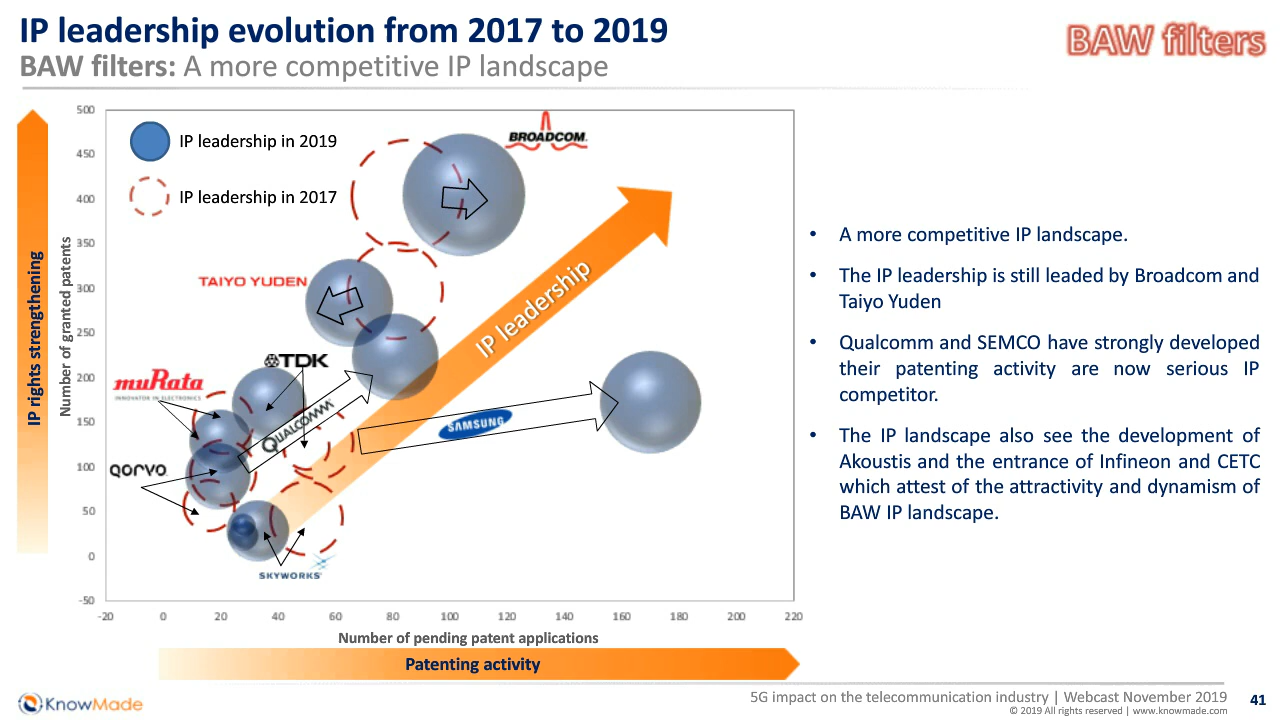 IP leadership evolution from 2017 to 2019
BAW filters: A more competitive IP landscape
BAW filters
IP rights strengthening
Number of granted patents
500
450
400
350
300
250
200
150
100
50
0
-50
-20
0
20
40
60
80
100
120
140
160
180
200
220
IP leadership in 2019
IP leadership in 2017
BROADCOM.
TAIYO YUDEN
IP leadership
TDK
muRata
INNOVATOR IN ELECTRONICS
QUALCOMM
SAMSUNG
QORVO
SKYWORKS
Number of pending patent applications
Patenting activity
• A more competitive IP landscape.
• The IP leadership is still leaded by Broadcom and
Taiyo Yuden
• Qualcomm and SEMCO have strongly developed
their patenting activity are now serious IP
competitor.
• The IP landscape also see the development of
Akoustis and the entrance of Infineon and CETC
which attest of the attractivity and dynamism of
BAW IP landscape.
KnowMade
5G impact on the telecommunication industry | Webcast November 2019
© 2019 All rights reserved | www.knowmade.com
41